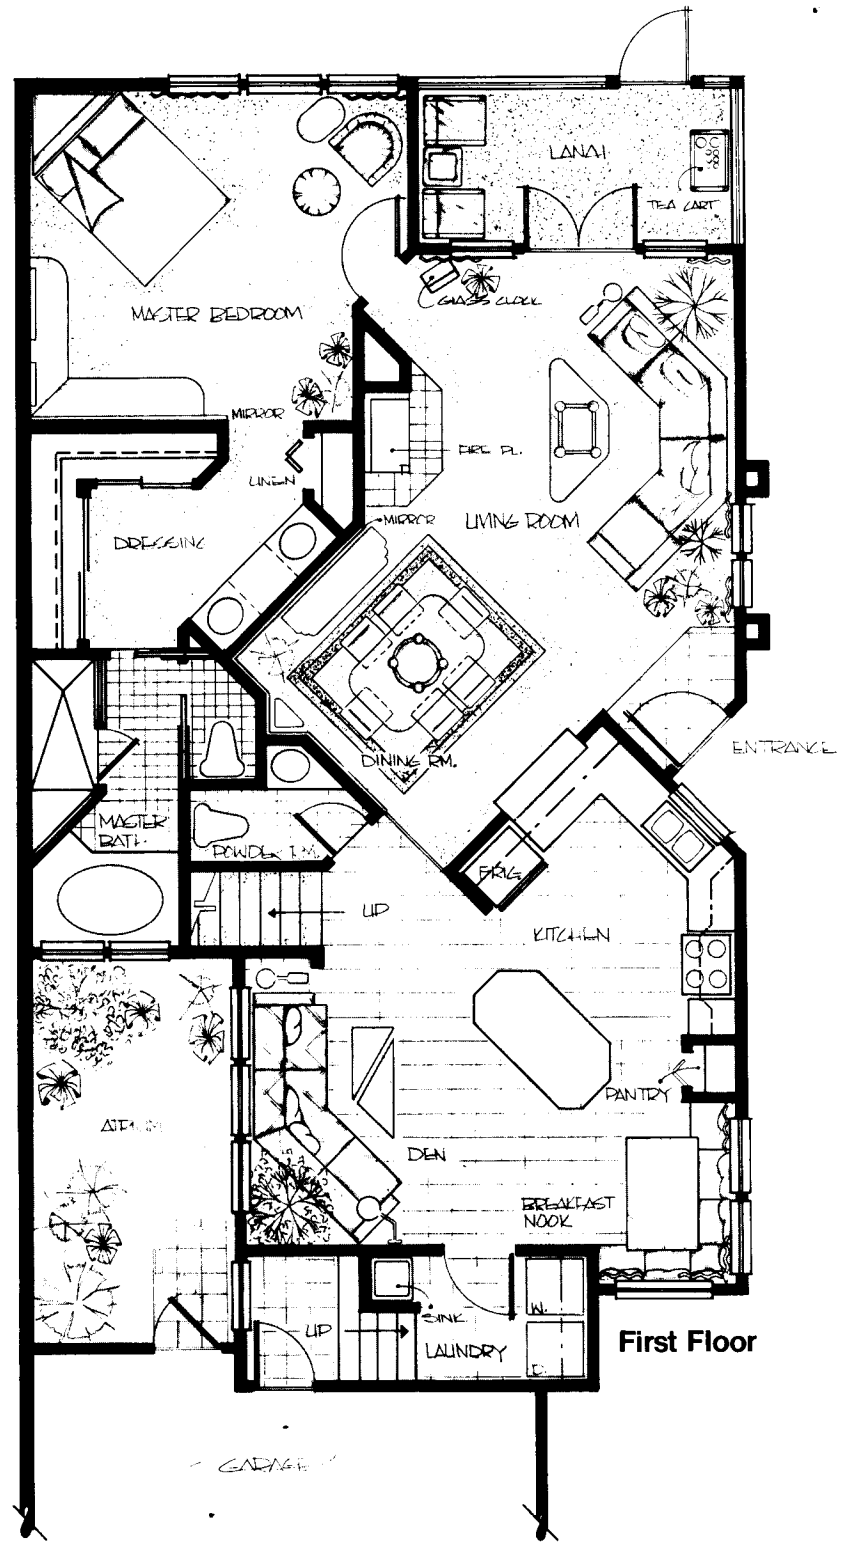 LANAI
TEA CART
GLASS CLOCK
MASTER BEDROOM
MIRROR
FIRE PL.
LINEN
MIRROR
LIVING ROOM
DRESSING
ENTRANCE
DINING RM.
MASTER
BATH
POWDER RM.
FRIG.
UP
KITCHEN
PANTRY
ATRIUM
DEN
BREAKFAST
NOOK
W.
SINK
UP
LAUNDRY
D.
First Floor
GARAGE